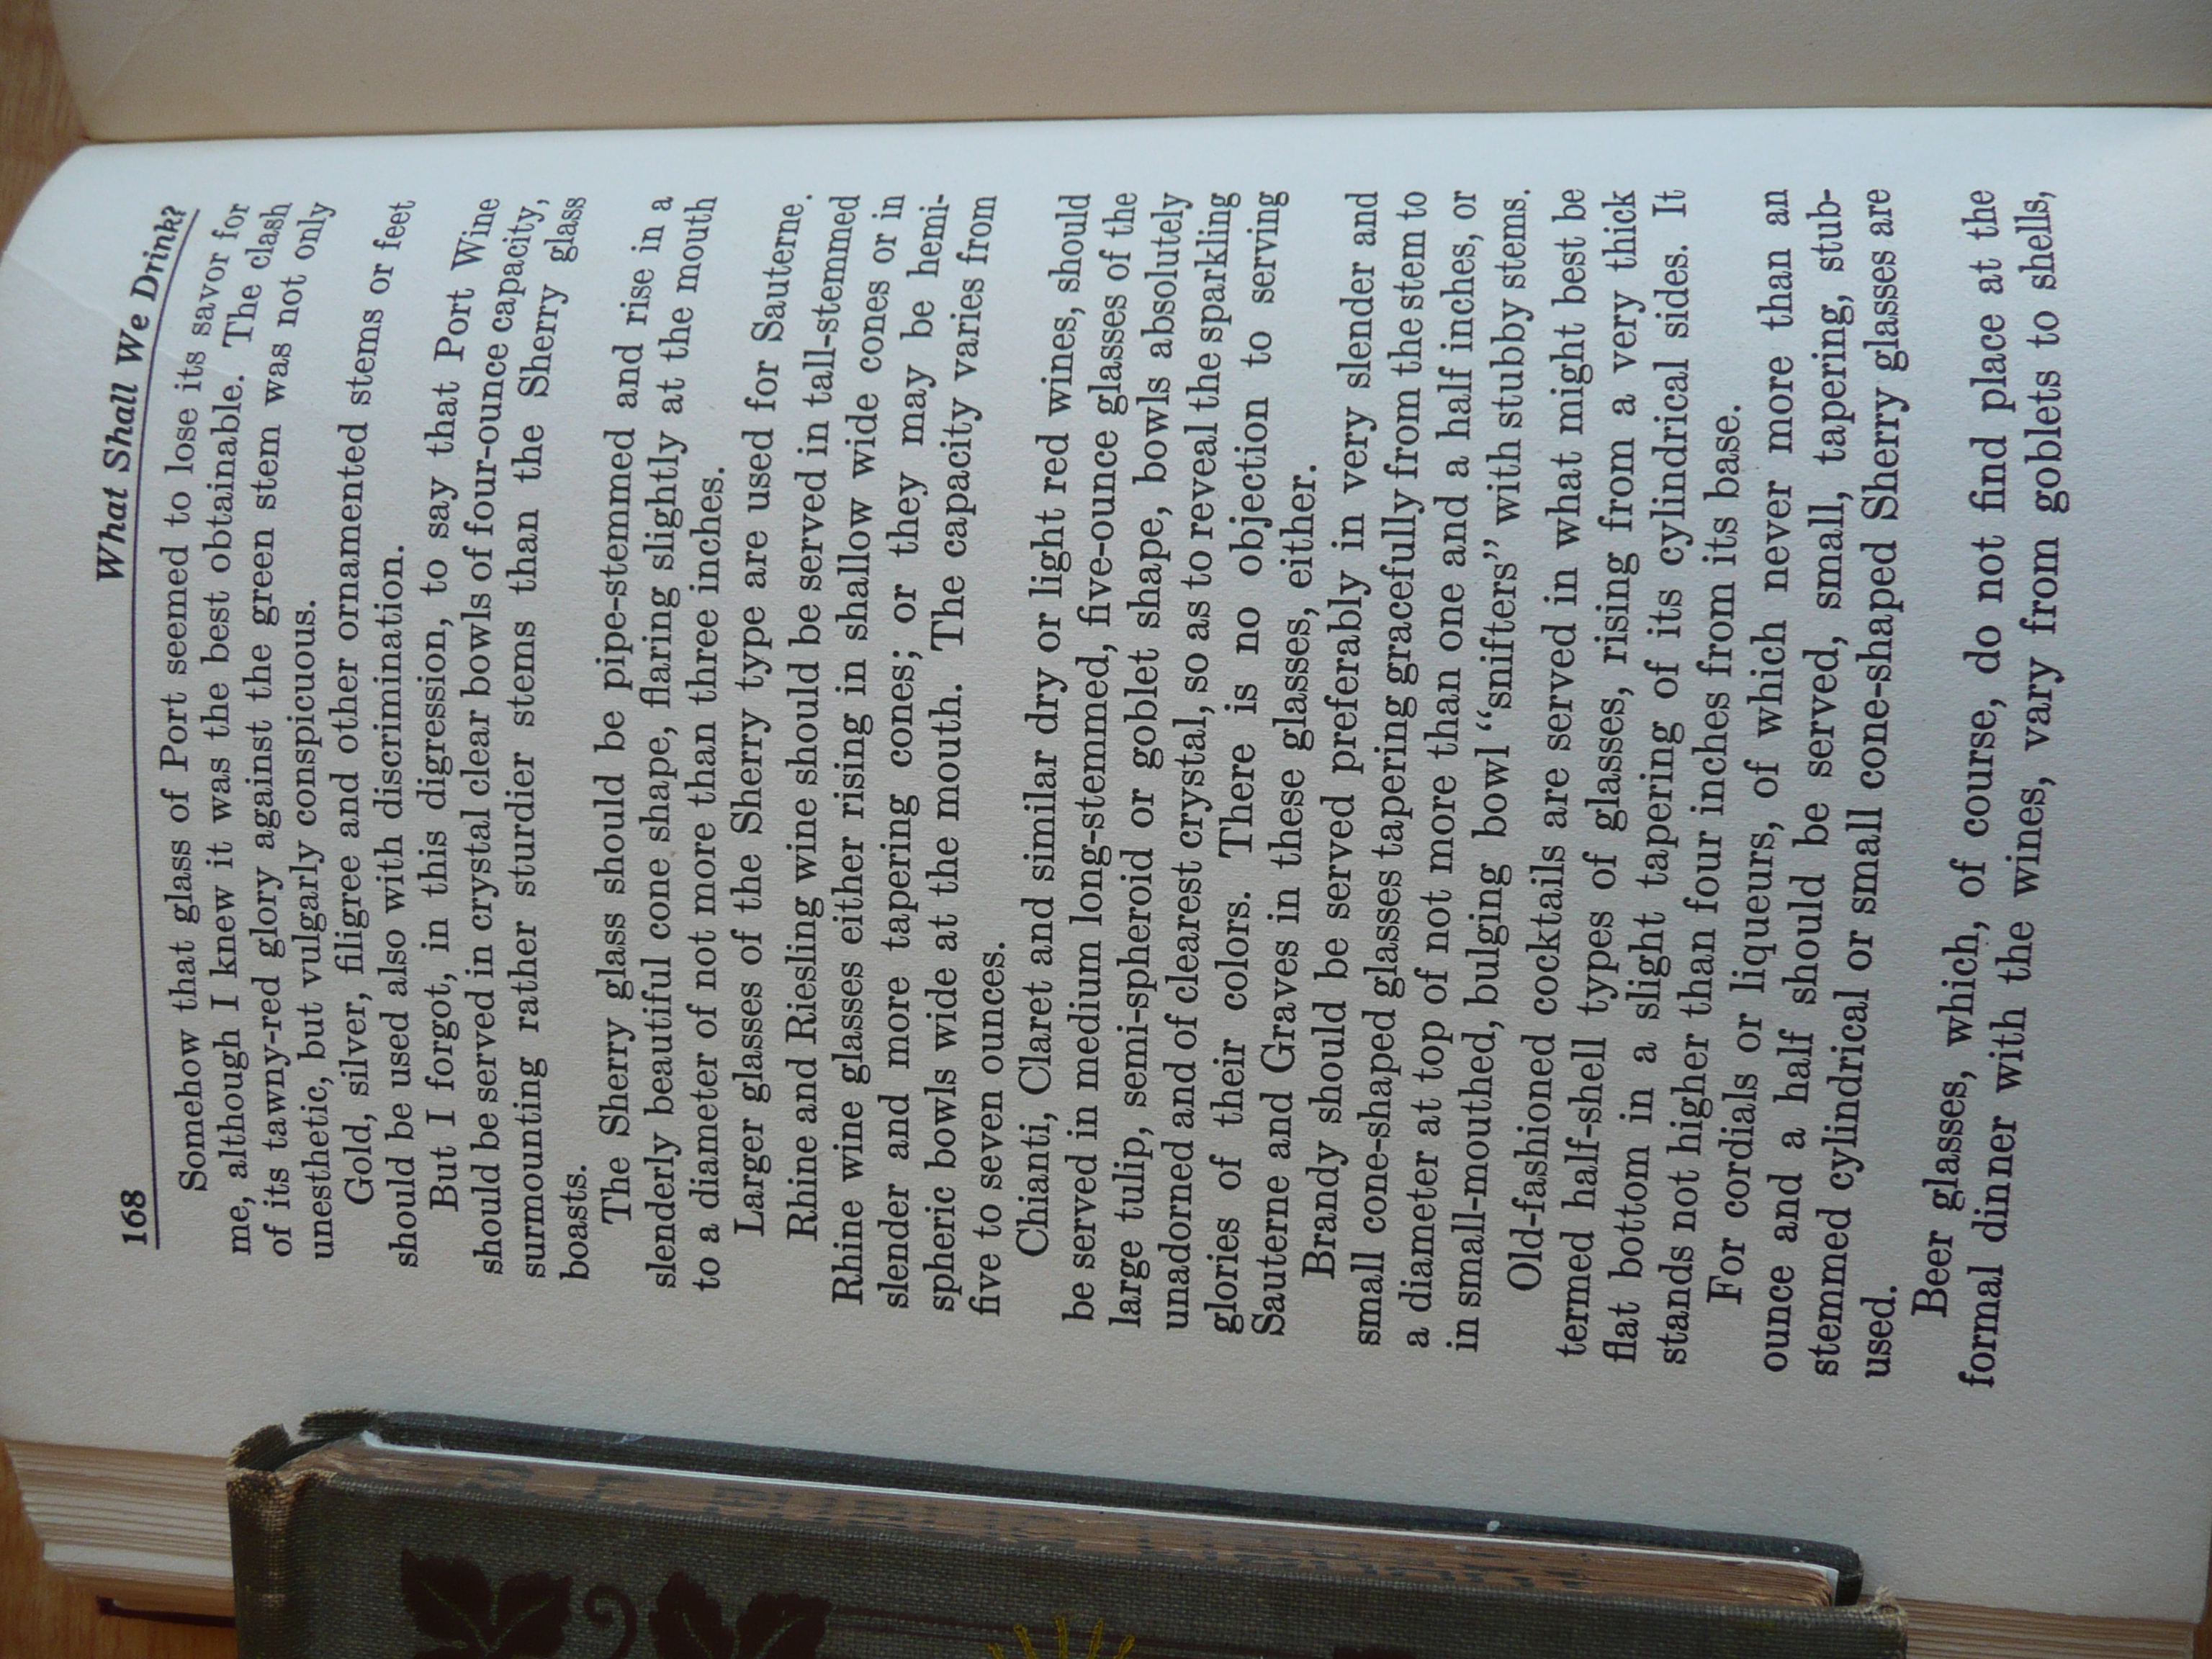 168
What Shall We Drink?
Somehow that glass of Port seemed to lose its savor for
me, although I knew it was the best obtainable. The clash
of its tawny-red glory against the green stem was not only
unesthetic, but vulgarly conspicuous.
Gold, silver, filigree and other ornamented stems or feet
should be used also with discrimination.
But I forgot, in this digression, to say that Port Wine
should be served in crystal clear bowls of four-ounce capacity,
surmounting rather sturdier stems than the Sherry glass
boasts.
The Sherry glass should be pipe-stemmed and rise in a
slenderly beautiful cone shape, flaring slightly at the mouth
to a diameter of not more than three inches.
Larger glasses of the Sherry type are used for Sauterne.
Rhine and Riesling wine should be served in tall-stemmed
Rhine wine glasses either rising in shallow wide cones or in
slender and more tapering cones; or they may be hemi-
spheric bowls wide at the mouth. The capacity varies from
five to seven ounces.
Chianti, Claret and similar dry or light red wines, should
be served in medium long-stemmed, five-ounce glasses of the
large tulip, semi-spheroid or goblet shape, bowls absolutely
unadorned and of clearest crystal, so as to reveal the sparkling
glories of their colors. There is no objection to serving
Sauterne and Graves in these glasses, either.
Brandy should be served preferably in very slender and
small cone-shaped glasses tapering gracefully from the stem to
a diameter at top of not more than one and a half inches, or
in small-mouthed, bulging bowl "snifters" with stubby stems.
Old-fashioned cocktails are served in what might best be
termed half-shell types of glasses, rising from a very thick
flat bottom in a slight tapering of its cylindrical sides. It
stands not higher than four inches from its base.
For cordials or liqueurs, of which never more than an
ounce and a half should be served, small, tapering, stub-
stemmed cylindrical or small cone-shaped Sherry glasses are
used.
Beer glasses, which, of course, do not find place at the
formal dinner with the wines, vary from goblets to shells,